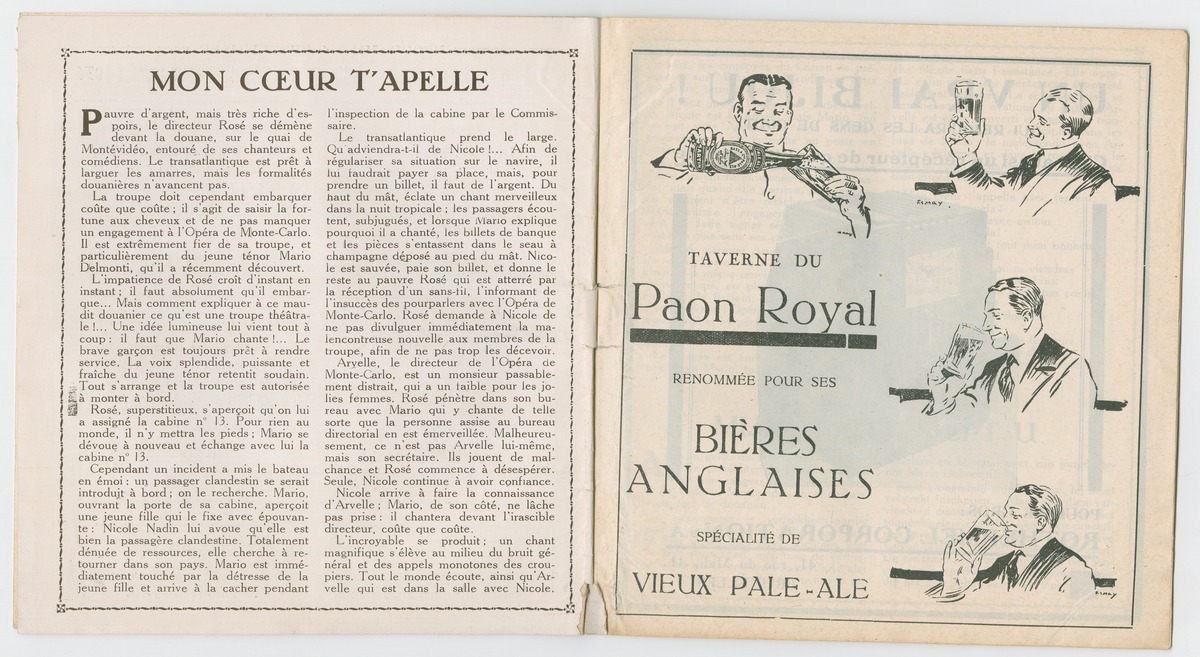 MON CŒUR T'APELLE
Pauvre d'argent, mais très riche d'es-
poirs, le directeur Rosé se démène
devant la douane, sur le quai de
Montévidéo, entouré de ses chanteurs et
comédiens. Le transatlantique est prêt à
larguer les amarres, mais les formalités
douanières n'avancent pas.
La troupe doit cependant embarquer
coûte que coûte ; il s'agit de saisir la for-
tune aux cheveux et de ne pas manquer
un engagement à l'Opéra de Monte-Carlo.
Il est extrêmement fier de sa troupe, et
particulièrement du jeune ténor Mario
Delmonti, qu'il a récemment découvert.
L'impatience de Rosé croît d'instant en
instant ; il faut absolument qu'il embar-
que... Mais comment expliquer à ce mau-
dit douanier ce qu'est une troupe théâtra-
le !... Une idée lumineuse lui vient tout à
coup : il faut que Mario chante !... Le
brave garçon est toujours prêt à rendre
service. La voix splendide, puissante et
fraîche du jeune ténor retentit soudain.
Tout s'arrange et la troupe est autorisée
à monter à bord.
Rosé, superstitieux, s'aperçoit qu'on lui
a assigné la cabine n° 13. Pour rien au
monde, il n'y mettra les pieds ; Mario se
dévoue à nouveau et échange avec lui la
cabine n° 13.
Cependant un incident a mis le bateau
en émoi : un passager clandestin se serait
introdujt à bord ; on le recherche. Mario,
ouvrant la porte de sa cabine, aperçoit
une jeune fille qui le fixe avec épouvan-
te : Nicole Nadin lui avoue qu'elle est
bien la passagère clandestine. Totalement
dénuée de ressources, elle cherche à re-
tourner dans son pays. Mario est immé-
diatement touché par la détresse de la
jeune fille et arrive à la cacher pendant
l'inspection de la cabine par le Commis-
saire.
Le transatlantique prend le large.
Qu'adviendra-t-il de Nicole !... Afin de
régulariser sa situation sur le navire, il
lui faudrait payer sa place, mais, pour
prendre un billet, il faut de l'argent. Du
haut du mât, éclate un chant merveilleux
dans la nuit tropicale ; les passagers écou-
tent, subjugués, et lorsque Mario explique
pourquoi il a chanté, les billets de banque
et les pièces s'entassent dans le seau à
champagne déposé au pied du mât. Nico-
le est sauvée, paie son billet, et donne le
reste au pauvre Rosé qui est atterré par
la réception d'un sans-fil, l'informant de
l'insuccès des pourparlers avec l'Opéra de
Monte-Carlo. Rosé demande à Nicole de
ne pas divulguer immédiatement la ma-
lencontreuse nouvelle aux membres de la
troupe, afin de ne pas trop les décevoir.
Arvelle, le directeur de l'Opéra de
Monte-Carlo, est un monsieur passable-
ment distrait, qui a un faible pour les jo-
lies femmes. Rosé pénètre dans son bu-
reau avec Mario qui y chante de telle
sorte que la personne assise au bureau
directorial en est émerveillée. Malheureu-
sement, ce n'est pas Arvelle lui-même,
mais son secrétaire. Ils jouent de mal-
chance et Rosé commence à désespérer.
Seule, Nicole continue à avoir confiance.
Nicole arrive à faire la connaissance
d'Arvelle ; Mario, de son côté, ne lâche
pas prise : il chantera devant l'irascible
directeur, coûte que coûte.
L'incroyable se produit ; un chant
magnifique s'élève au milieu du bruit gé-
néral et des appels monotones des crou-
piers. Tout le monde écoute, ainsi qu'Ar-
velle qui est dans la salle avec Nicole.
TAVERNE DU
Paon Royal
RENOMMÉE POUR SES
BIÈRES
ANGLAISES
SPÉCIALITÉ DE
VIEUX PALE-ALE